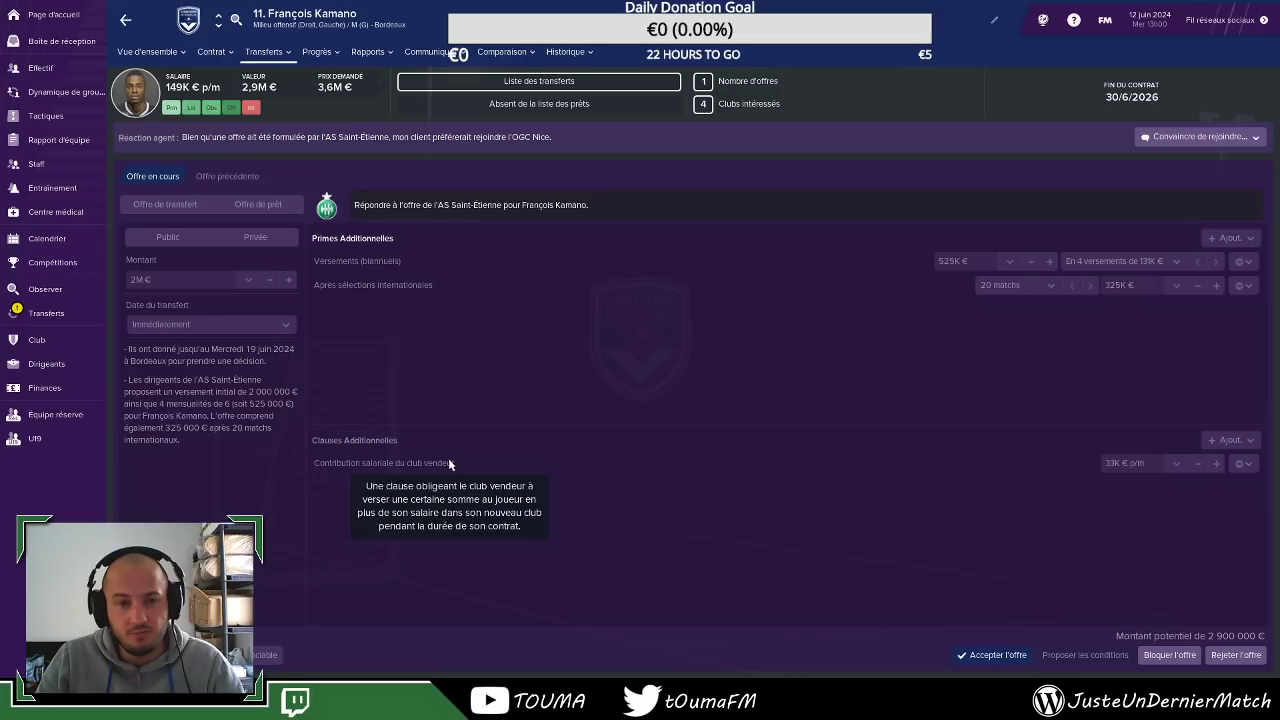 11. François Kamano
Milieu offensif (Droit, Gauche) / M (G) - Bordeaux
Daily Donation Goal
€0 (0.00%)
€0
22 HOURS TO GO
€5
FM
12 juin 2024
Mer 13h00
Fil réseaux sociaux
Vue d'ensemble
Contrat
Transferts
Progrès
Rapports
Communiq
Comparaison
Historique
Page d'accueil
Boîte de réception
Effectif
Dynamique de grou...
Tactiques
Rapport d'équipe
Staff
Entraînement
Centre médical
Calendrier
Compétitions
Observer
1
Transferts
Club
Dirigeants
Finances
Équipe réserve
U19
SALAIRE
149K € p/m
VALEUR
2,9M €
PRIX DEMANDÉ
3,6M €
Prm
Lst
Dbs
Off
Int
Liste des transferts
Absent de la liste des prêts
1
Nombre d'offres
4
Clubs intéressés
FIN DU CONTRAT
30/6/2026
Réaction agent : Bien qu'une offre ait été formulée par l'AS Saint-Étienne, mon client préférerait rejoindre l'OGC Nice.
Convaincre de rejoindre...
Offre en cours
Offre précédente
Offre de transfert
Offre de prêt
Répondre à l'offre de l'AS Saint-Étienne pour François Kamano.
Public
Privée
Montant
2M €
Date du transfert
Immédiatement
- Ils ont donné jusqu'au Mercredi 19 juin 2024
à Bordeaux pour prendre une décision.
- Les dirigeants de l'AS Saint-Étienne
proposent un versement initial de 2 000 000 €
ainsi que 4 mensualités de 6 (soit 525 000 €)
pour François Kamano. L'offre comprend
également 325 000 € après 20 matchs
internationaux.
Primes Additionnelles
+ Ajout.
Versements (biannuels)
525K €
En 4 versements de 131K €
Après sélections internationales
20 matchs
325K €
Clauses Additionnelles
+ Ajout.
Contribution salariale du club vendeu
33K € p/m
Une clause obligeant le club vendeur à
verser une certaine somme au joueur en
plus de son salaire dans son nouveau club
pendant la durée de son contrat.
Montant potentiel de 2 900 000 €
ociable
Accepter l'offre
Proposer les conditions
Bloquer l'offre
Rejeter l'offre
TOUMA
tOumaFM
JusteUnDernierMatch